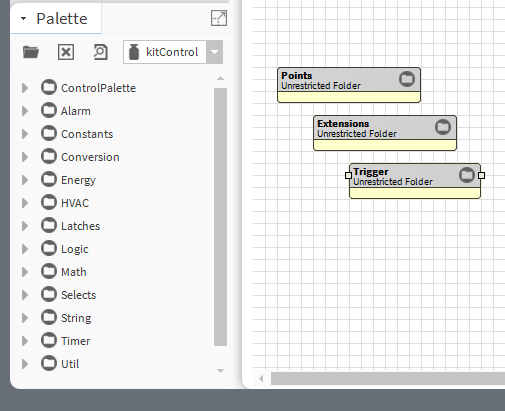 Palette
kitControl
ControlPalette
Alarm
Constants
Conversion
Energy
HVAC
Latches
Logic
Math
Selects
String
Timer
Util
Points
Unrestricted Folder
Extensions
Unrestricted Folder
Trigger
Unrestricted Folder